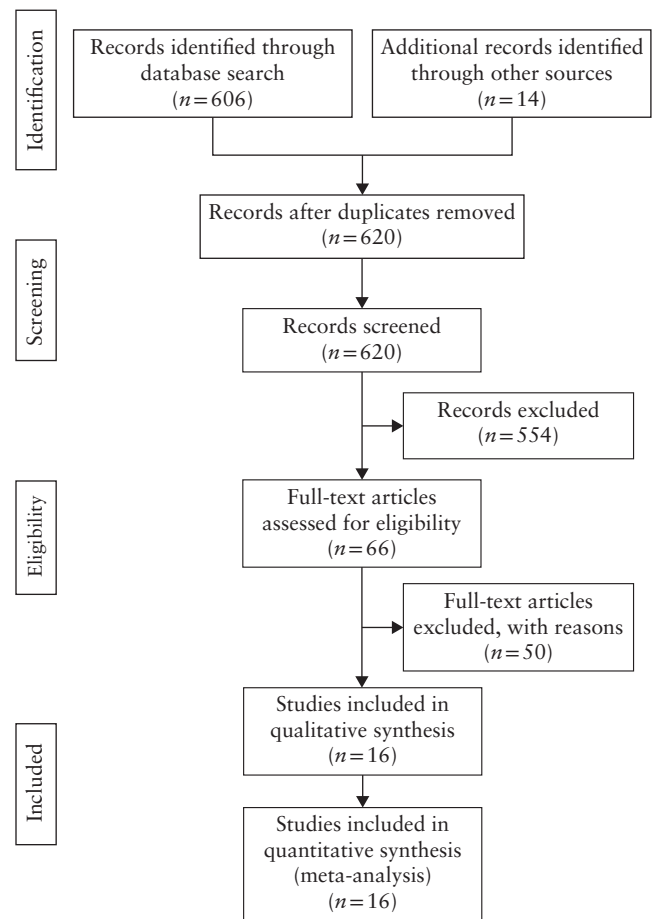 Identification
Records identified through
database search
(n=606)
Additional records identified
through other sources
(n=14)
Records after duplicates removed
(n=620)
Screening
Records screened
(n=620)
Records excluded
(n=554)
Eligibility
Full-text articles
assessed for eligibility
(n=66)
Full-text articles
excluded, with reasons
(n=50)
Included
Studies included in
qualitative synthesis
(n=16)
Studies included in
quantitative synthesis
(meta-analysis)
(n=16)